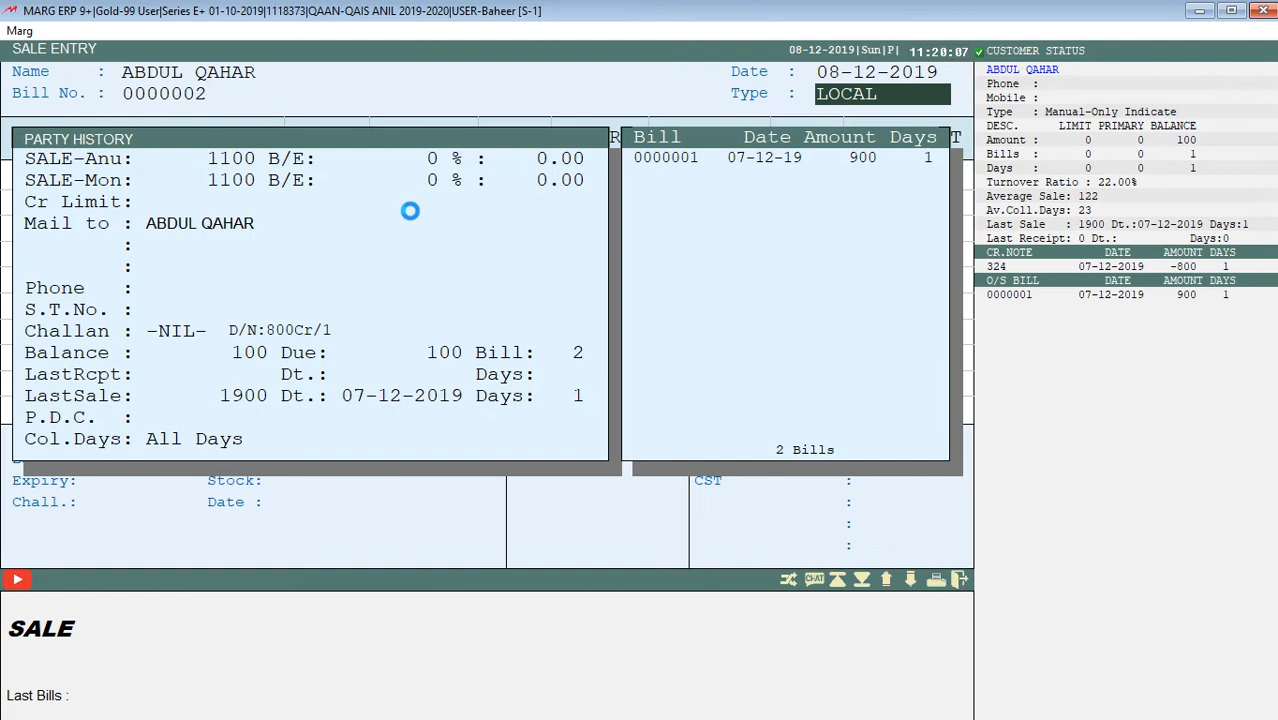 MARG ERP 9+|Gold-99 User|Series E+ 01-10-2019|1118373|QAAN-QAIS ANIL 2019-2020|USER-Baheer [S-1]
Marg
SALE ENTRY 08-12-2019|Sun|P| 11:20:07
Name : ABDUL QAHAR Date : 08-12-2019
Bill No. : 0000002 Type : LOCAL
PARTY HISTORY
SALE-Anu: 1100 B/E: 0 % : 0.00
SALE-Mon: 1100 B/E: 0 % : 0.00
Cr Limit:
Mail to : ABDUL QAHAR
:
:
Phone :
S.T.No. :
Challan : -NIL- D/N:800Cr/1
Balance : 100 Due: 100 Bill: 2
LastRcpt: Dt.: Days:
LastSale: 1900 Dt.: 07-12-2019 Days: 1
P.D.C. :
Col.Days: All Days
R Bill Date Amount Days T
0000001 07-12-19 900 1
2 Bills
Expiry: Stock: CST :
Chall.: Date : :
:
:
CHAT
SALE
Last Bills :
CUSTOMER STATUS
ABDUL QAHAR
Phone :
Mobile :
Type : Manual-Only Indicate
DESC. LIMIT PRIMARY BALANCE
Amount : 0 0 100
Bills : 0 0 1
Days : 0 0 1
Turnover Ratio : 22.00%
Average Sale: 122
Av.Coll.Days: 23
Last Sale : 1900 Dt.:07-12-2019 Days:1
Last Receipt: 0 Dt.: Days:0
CR.NOTE DATE AMOUNT DAYS
324 07-12-2019 -800 1
O/S BILL DATE AMOUNT DAYS
0000001 07-12-2019 900 1